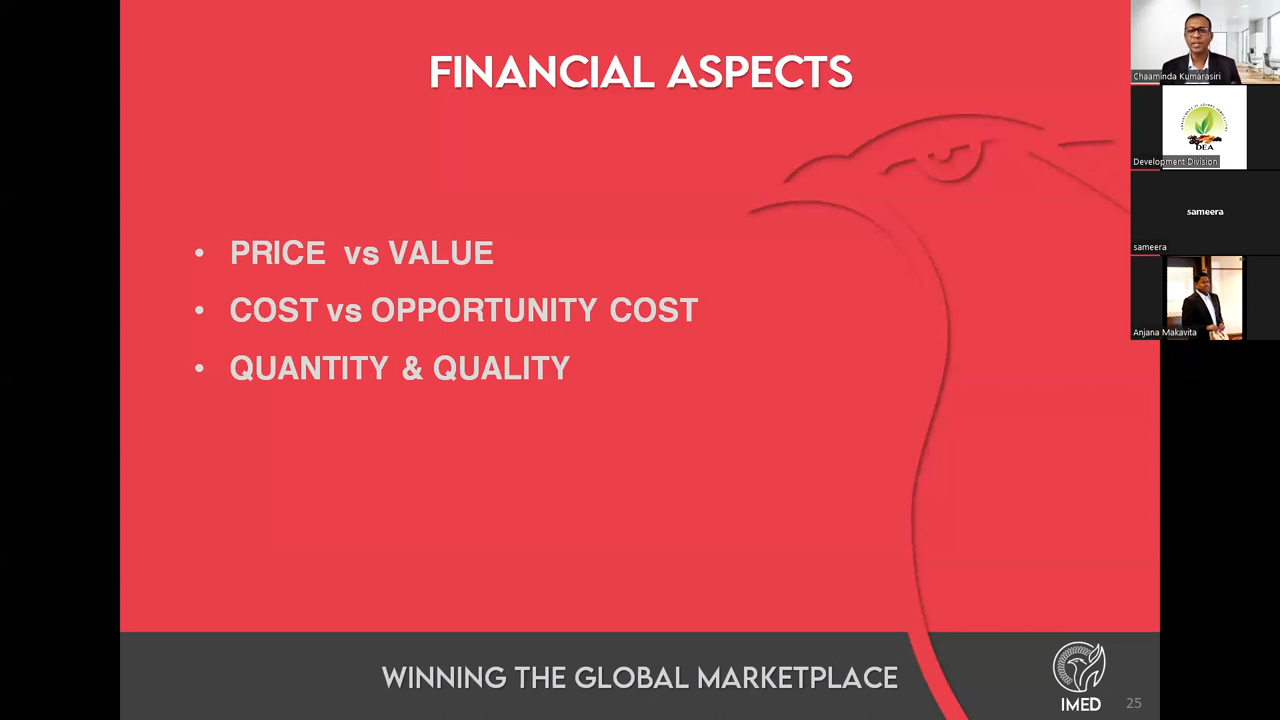 FINANCIAL ASPECTS
• PRICE vs VALUE
• COST vs OPPORTUNITY COST
• QUANTITY & QUALITY
WINNING THE GLOBAL MARKETPLACE
IMED
25
Chaaminda Kumarasiri
DEA
Development Division
sameera
sameera
Anjana Makavita